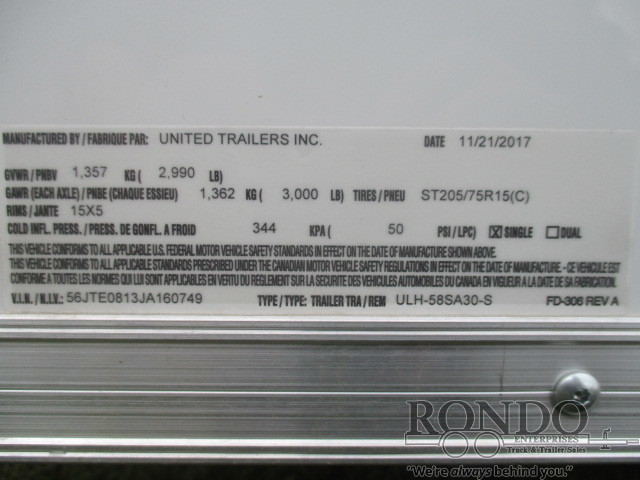 MANUFACTURED BY / FABRIQUE PAR: UNITED TRAILERS INC. DATE 11/21/2017
GVWR / PNBV 1,357 KG ( 2,990 LB)
GAWR (EACH AXLE) / PNBE (CHAQUE ESSIEU) 1,362 KG ( 3,000 LB) TIRES / PNEU ST205/75R15(C)
RIMS / JANTE 15X5
COLD INFL. PRESS. / PRESS. DE GONFL. A FROID 344 KPA ( 50 PSI / LPC) ☒ SINGLE ☐ DUAL
THIS VEHICLE CONFORMS TO ALL APPLICABLE U.S. FEDERAL MOTOR VEHICLE SAFETY STANDARDS IN EFFECT ON THE DATE OF MANUFACTURE SHOWN ABOVE. /
THIS VEHICLE CONFORMS TO ALL APPLICABLE STANDARDS PRESCRIBED UNDER THE CANADIAN MOTOR VEHICLE SAFETY REGULATIONS IN EFFECT ON THE DATE OF MANUFACTURE - CE VEHICULE EST
CONFORME A TOUTES LES NORMES QUI LUI SONT APPLICABLES EN VERTU DU REGLEMENT SUR LA SECURITE DES VEHICULES AUTOMOBILES DU CANADA EN VIGUEUR A LA DATE DE SA FABRICATION.
V.I.N. / N.I.V.: 56JTE0813JA160749 TYPE / TYPE: TRAILER TRA / REM ULH-58SA30-S FD-306 REV A
RONDO
ENTERPRISES
Truck & Trailer Sales
"We're always behind you."